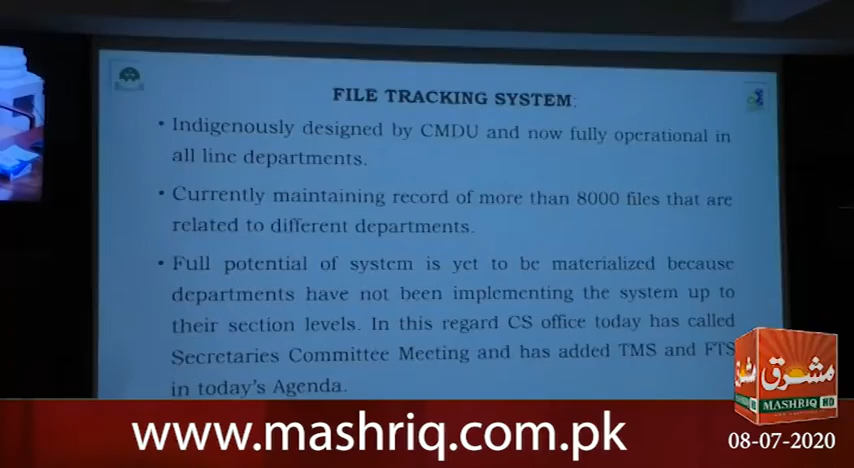 FILE TRACKING SYSTEM:
• Indigenously designed by CMDU and now fully operational in
all line departments.
• Currently maintaining record of more than 8000 files that are
related to different departments.
• Full potential of system is yet to be materialized because
departments have not been implementing the system up to
their section levels. In this regard CS office today has called
Secretaries Committee Meeting and has added TMS and FTS
in today's Agenda.
مشرق
MASHRIQ HD
www.mashriq.com.pk
08-07-2020